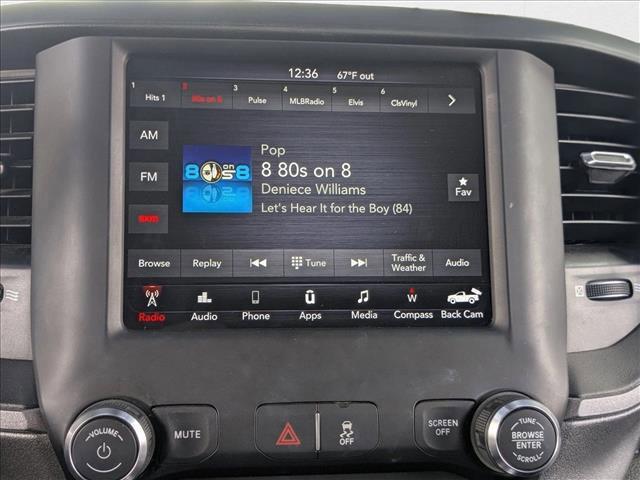 12:36 67°F out
1 Hits 1
2 80s on 8
3 Pulse
4 MLBRadio
5 Elvis
6 ClsVinyl
AM
FM
SXM
80s on 8
Pop
8 80s on 8
Deniece Williams
Let's Hear It for the Boy (84)
Fav
Browse
Replay
Tune
Traffic &
Weather
Audio
Radio
Audio
Phone
Apps
Media
W
Compass
Back Cam
VOLUME
MUTE
OFF
SCREEN
OFF
TUNE
BROWSE
ENTER
SCROLL